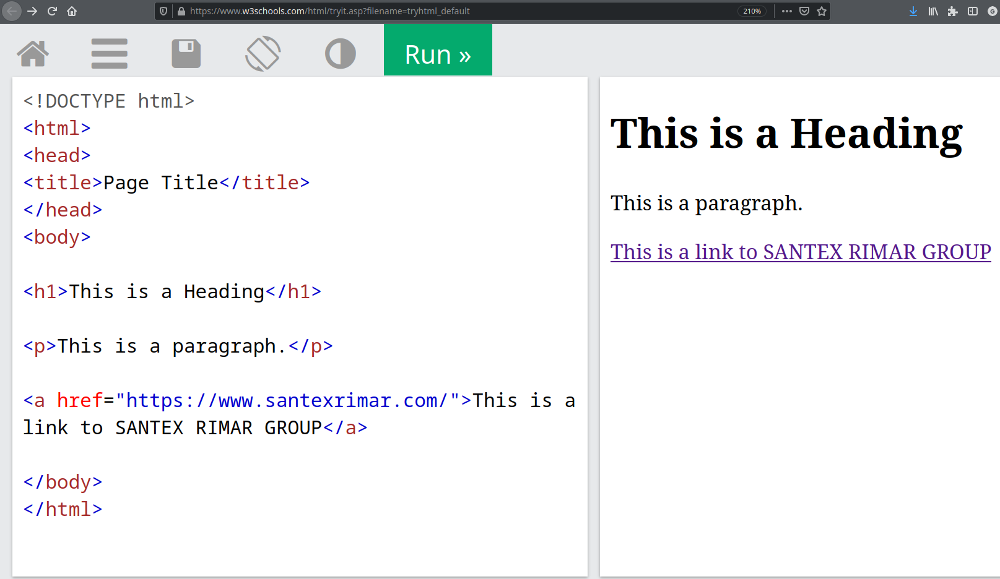 https://www.w3schools.com/html/tryit.asp?filename=tryhtml_default
210%
G
Run »
<!DOCTYPE html>
<html>
<head>
<title>Page Title</title>
</head>
<body>
<h1>This is a Heading</h1>
<p>This is a paragraph.</p>
<a href="https://www.santexrimar.com/">This is a
link to SANTEX RIMAR GROUP</a>
</body>
</html>
This is a Heading
This is a paragraph.
This is a link to SANTEX RIMAR GROUP